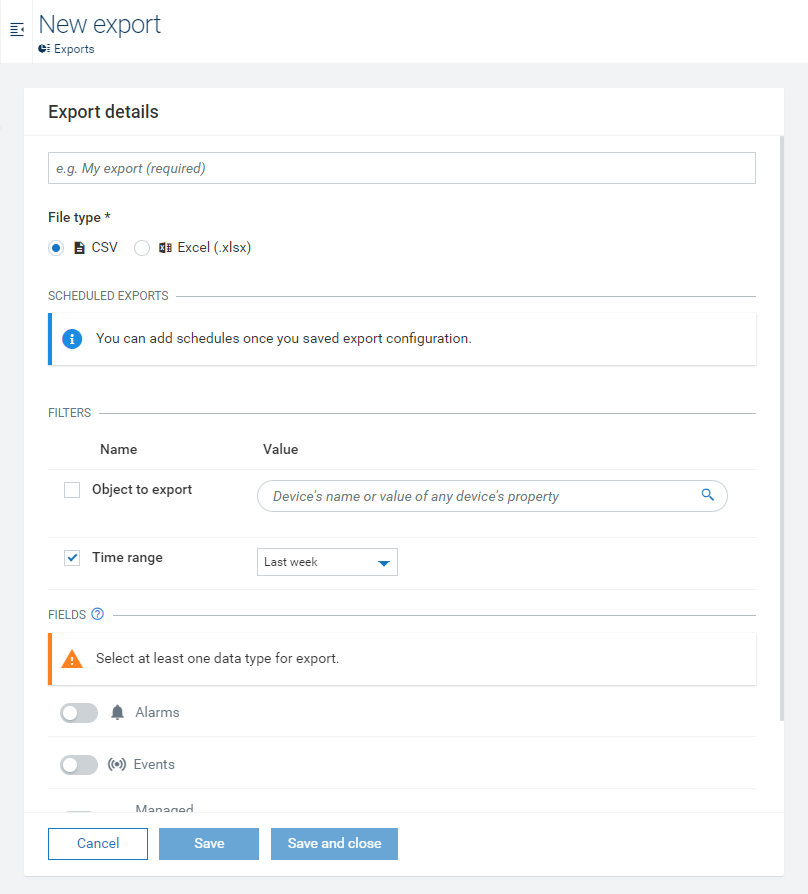 New export
Exports
Export details
e.g. My export (required)
File type *
CSV Excel (.xlsx)
SCHEDULED EXPORTS
You can add schedules once you saved export configuration.
FILTERS
Name Value
Object to export Device's name or value of any device's property
Time range Last week
FIELDS
Select at least one data type for export.
Alarms
Events
Managed
Cancel Save Save and close